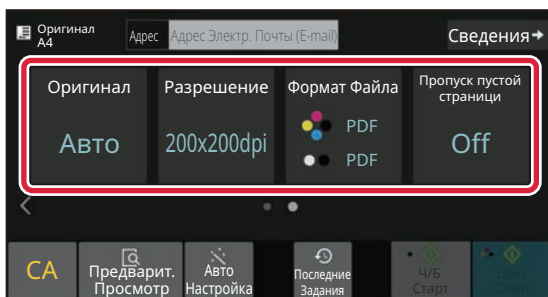 Оригинал
A4
Адрес
Адрес Электр. Почты (E-mail)
Сведения
Оригинал
Разрешение
Формат Файла
Пропуск пустой
страници
Авто
200x200dpi
PDF
PDF
Off
CA
Предварит.
Просмотр
Авто
Настройка
Последние
Задания
Ч/Б
Старт
Цвет
Старт